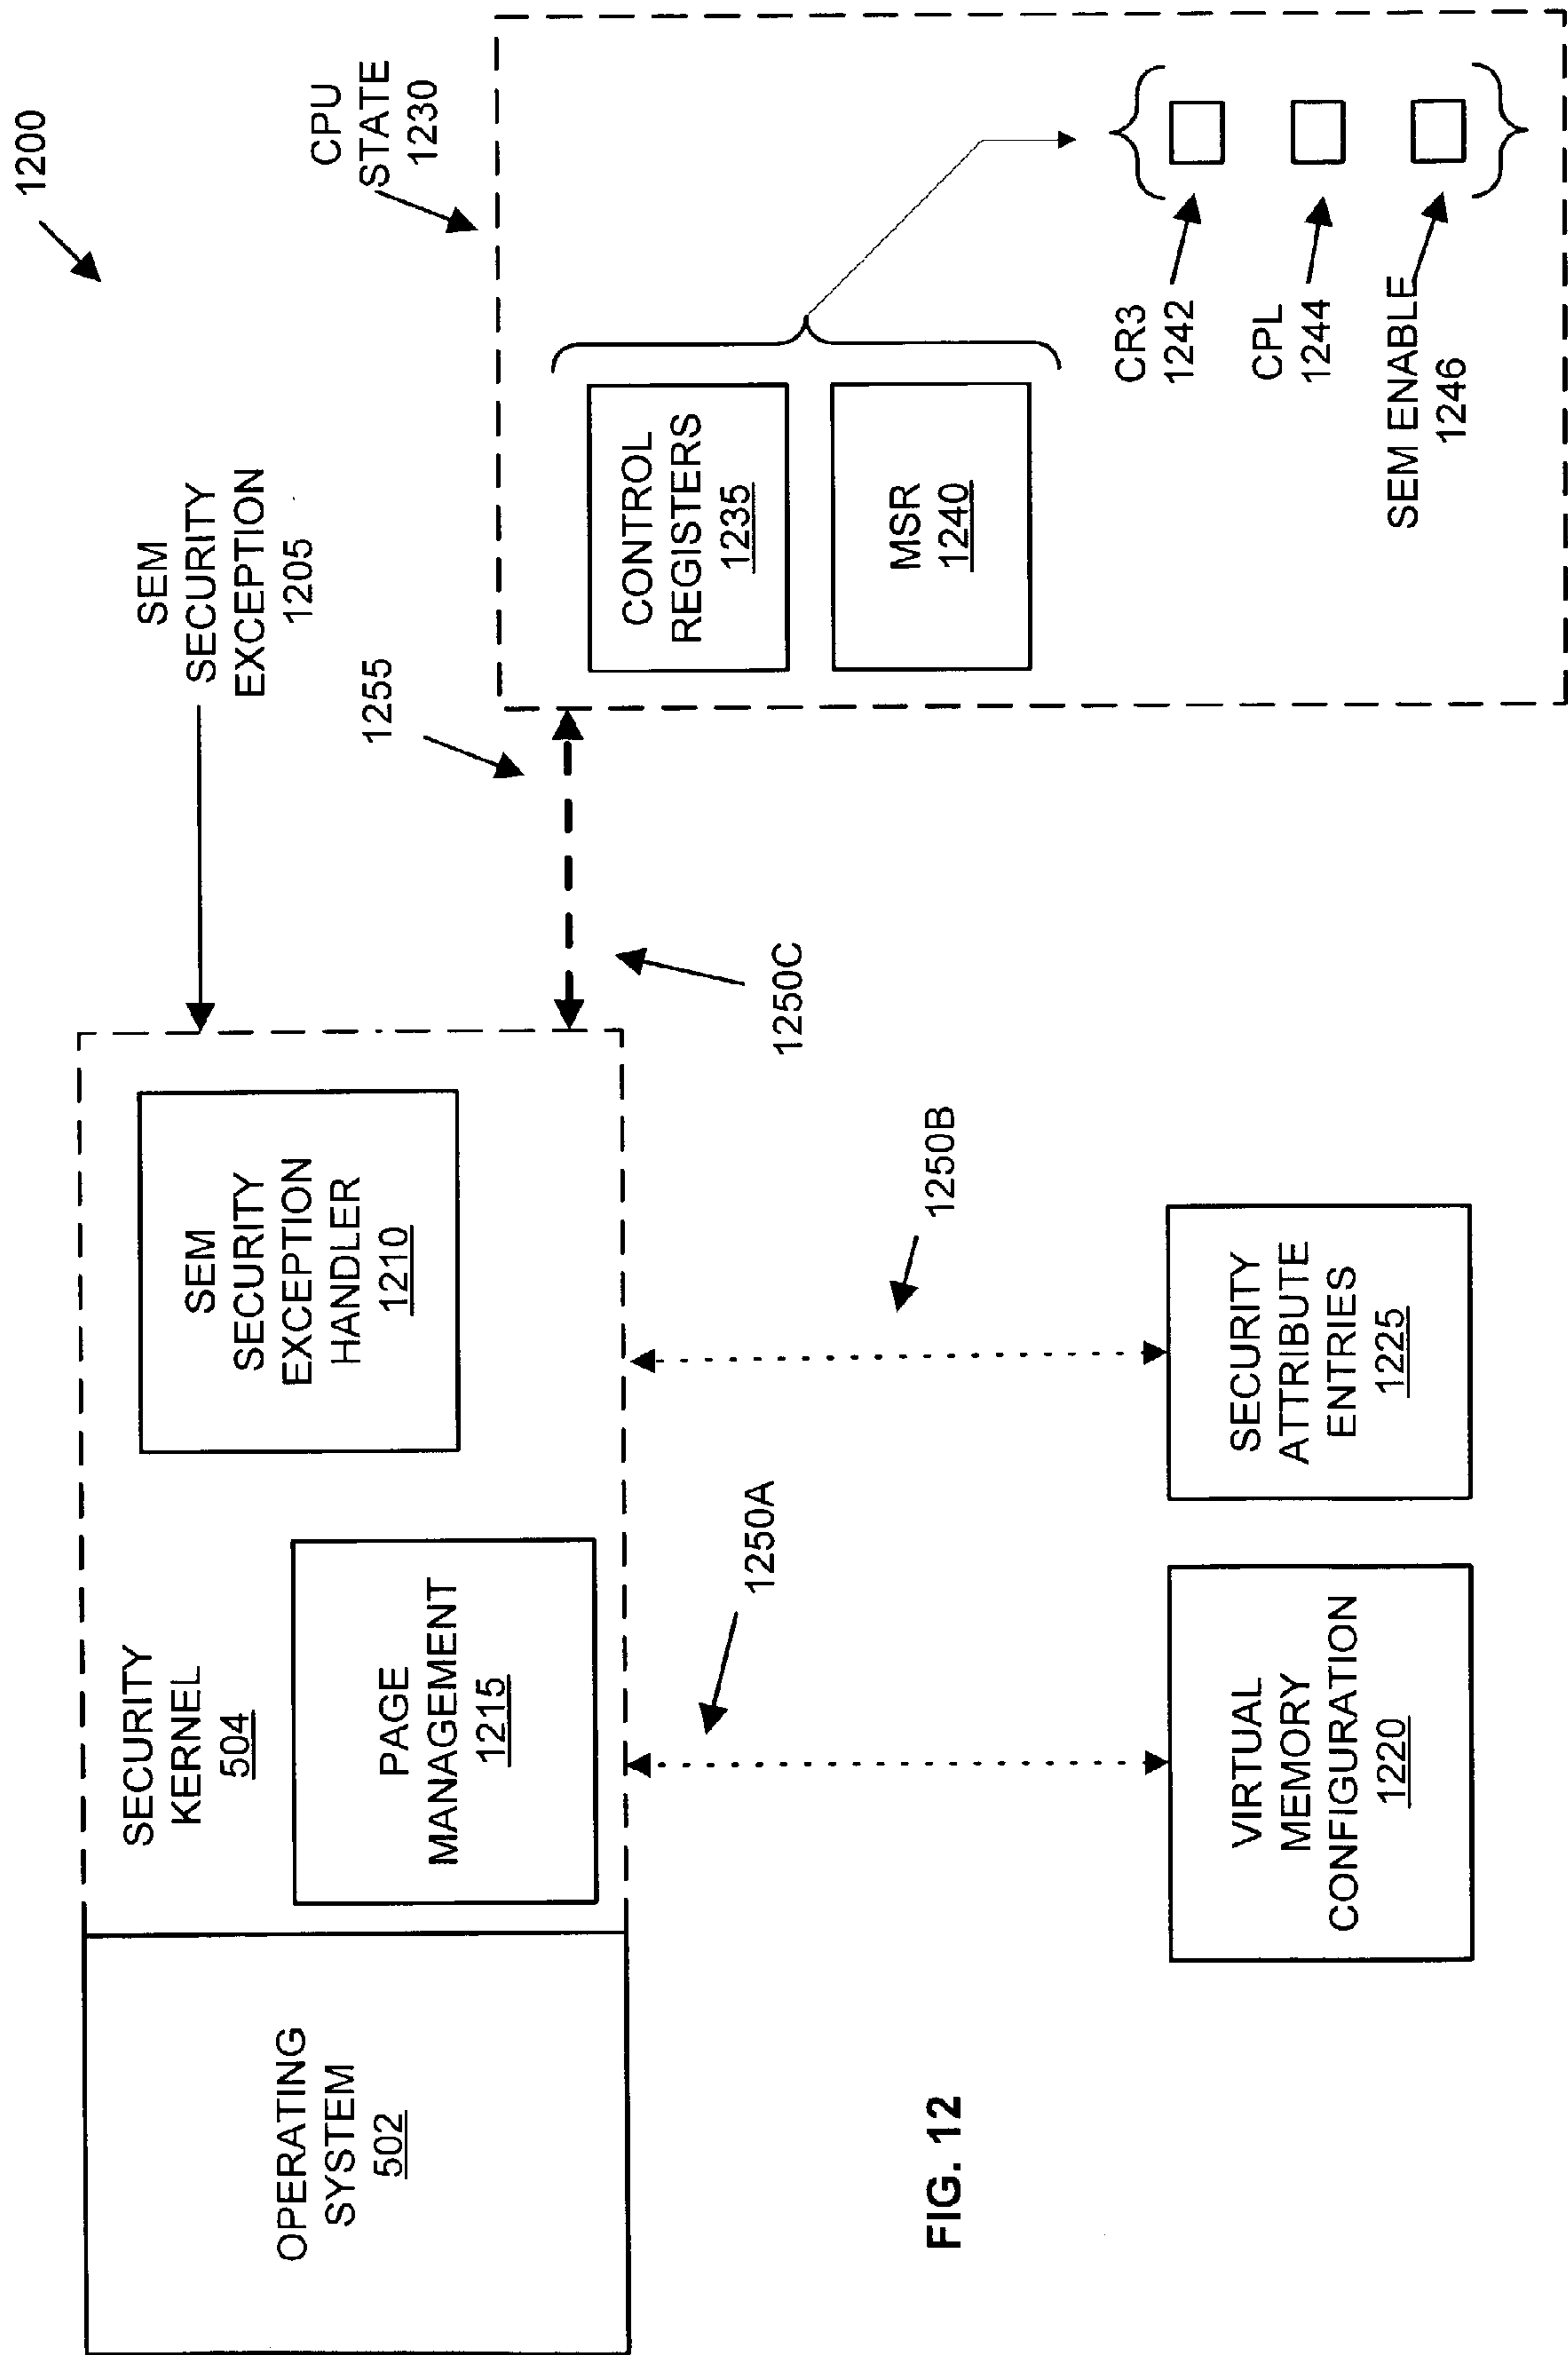 1200
SEM
SECURITY
EXCEPTION
1205
CPU
STATE
1230
OPERATING
SYSTEM
502
SECURITY
KERNEL
504
PAGE
MANAGEMENT
1215
SEM
SECURITY
EXCEPTION
HANDLER
1210
1255
1250C
CONTROL
REGISTERS
1235
MSR
1240
CR3
1242
CPL
1244
SEM ENABLE
1246
1250A
1250B
VIRTUAL
MEMORY
CONFIGURATION
1220
SECURITY
ATTRIBUTE
ENTRIES
1225
FIG. 12